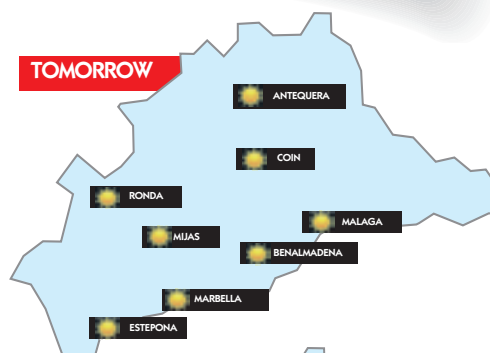 TOMORROW
ANTEQUERA
COIN
RONDA
MALAGA
MIJAS
BENALMADENA
MARBELLA
ESTEPONA